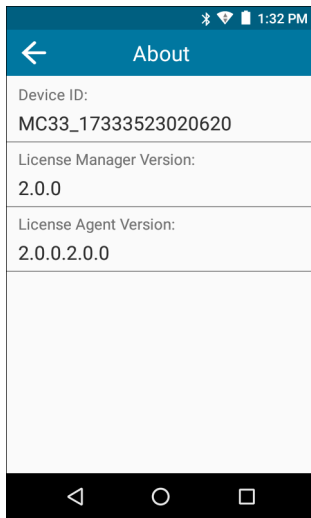 1:32 PM
About
Device ID:
MC33_17333523020620
License Manager Version:
2.0.0
License Agent Version:
2.0.0.2.0.0